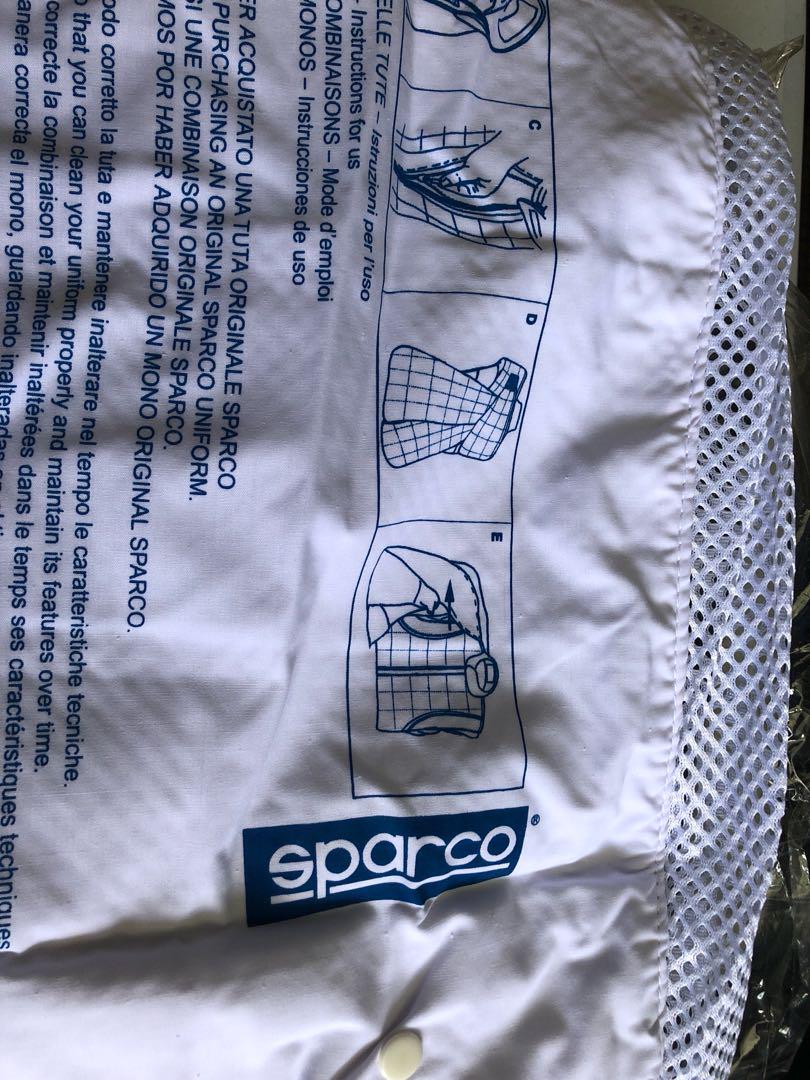 C
D
E
sparco®
ELLE TUTE – Istruzioni per l'uso
- Instructions for us
OMBINAISONS – Mode d'emploi
MONOS – Instrucciones de uso
ER ACQUISTATO UNA TUTA ORIGINALE SPARCO
PURCHASING AN ORIGINAL SPARCO UNIFORM.
SI UNE COMBINAISON ORIGINALE SPARCO.
MOS POR HABER ADQUIRIDO UN MONO ORIGINAL SPARCO.
odo corretto la tuta e mantenere inalterare nel tempo le caratteristiche tecniche.
that you can clean your uniform properly and maintain its features over time.
correcte la combinaison et maintenir inaltérées dans le temps ses caractéristiques techniques
anera correcta el mono, guardando